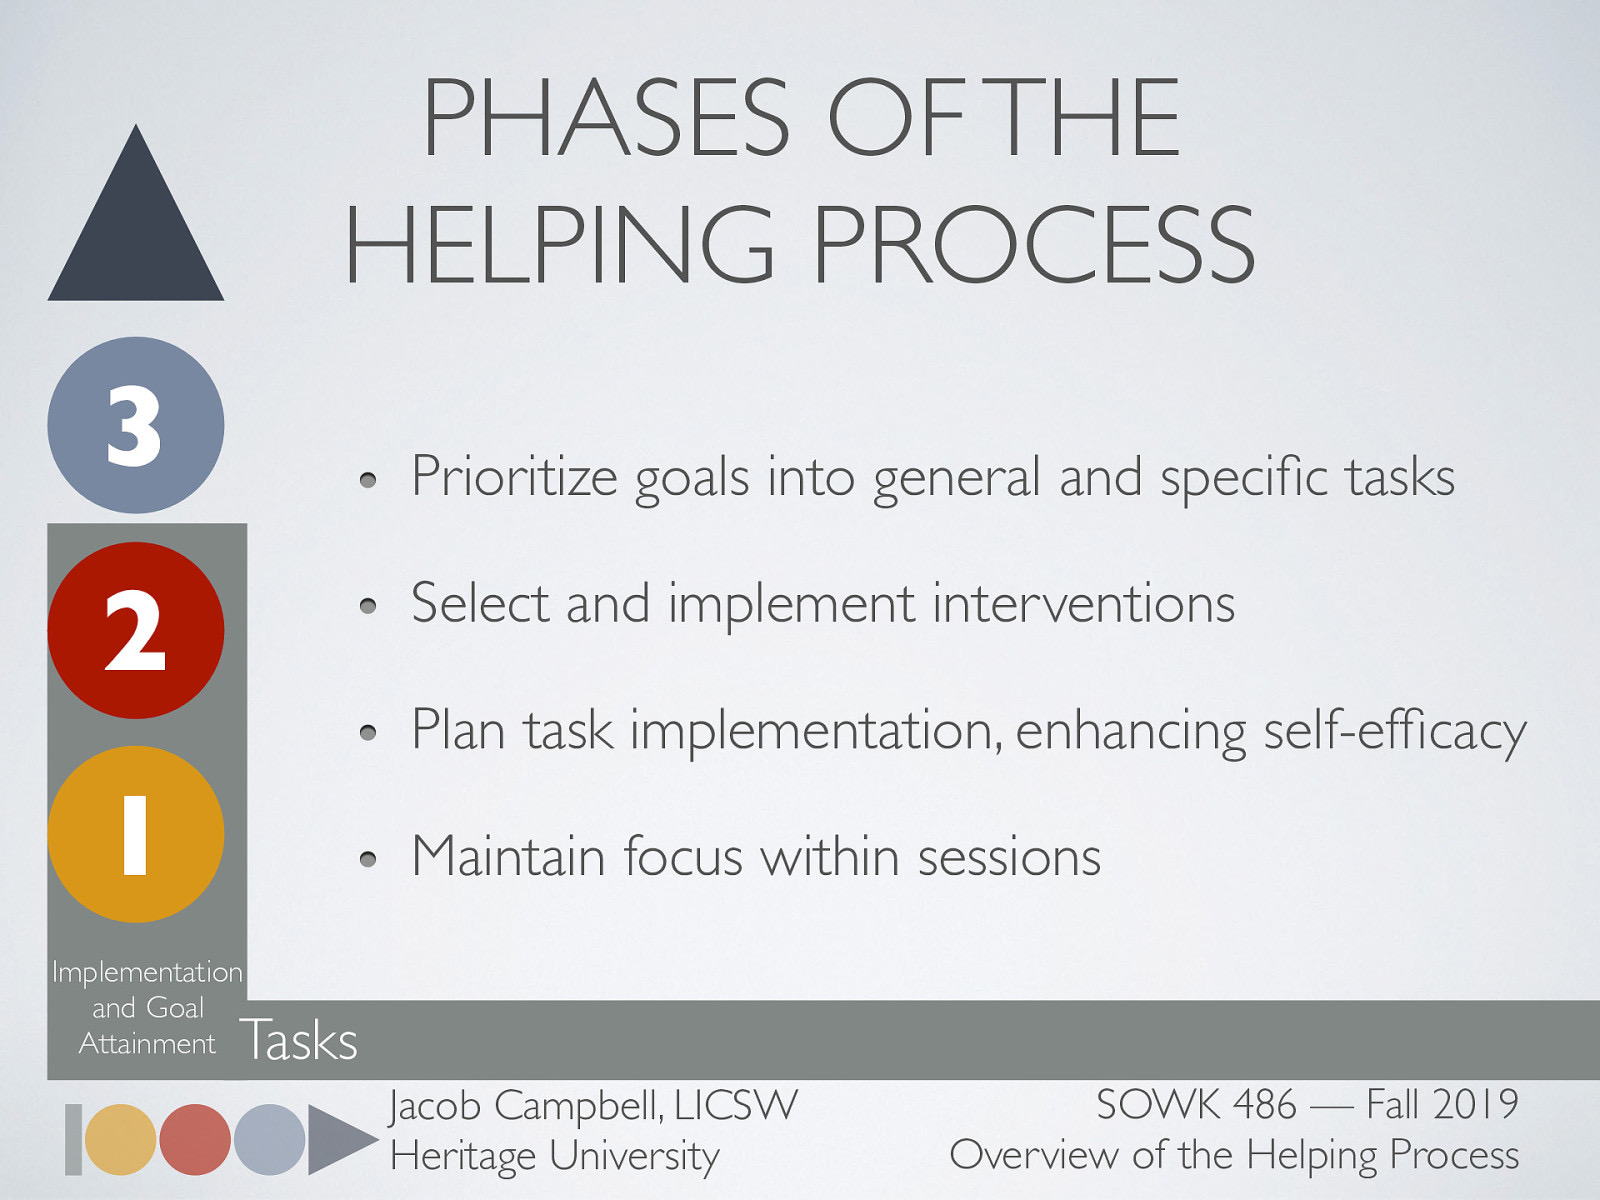 PHASES OF THE
HELPING PROCESS
3
2
1
• Prioritize goals into general and specific tasks
• Select and implement interventions
• Plan task implementation, enhancing self-efficacy
• Maintain focus within sessions
Implementation
and Goal
Attainment
Tasks
Jacob Campbell, LICSW
Heritage University
SOWK 486 — Fall 2019
Overview of the Helping Process